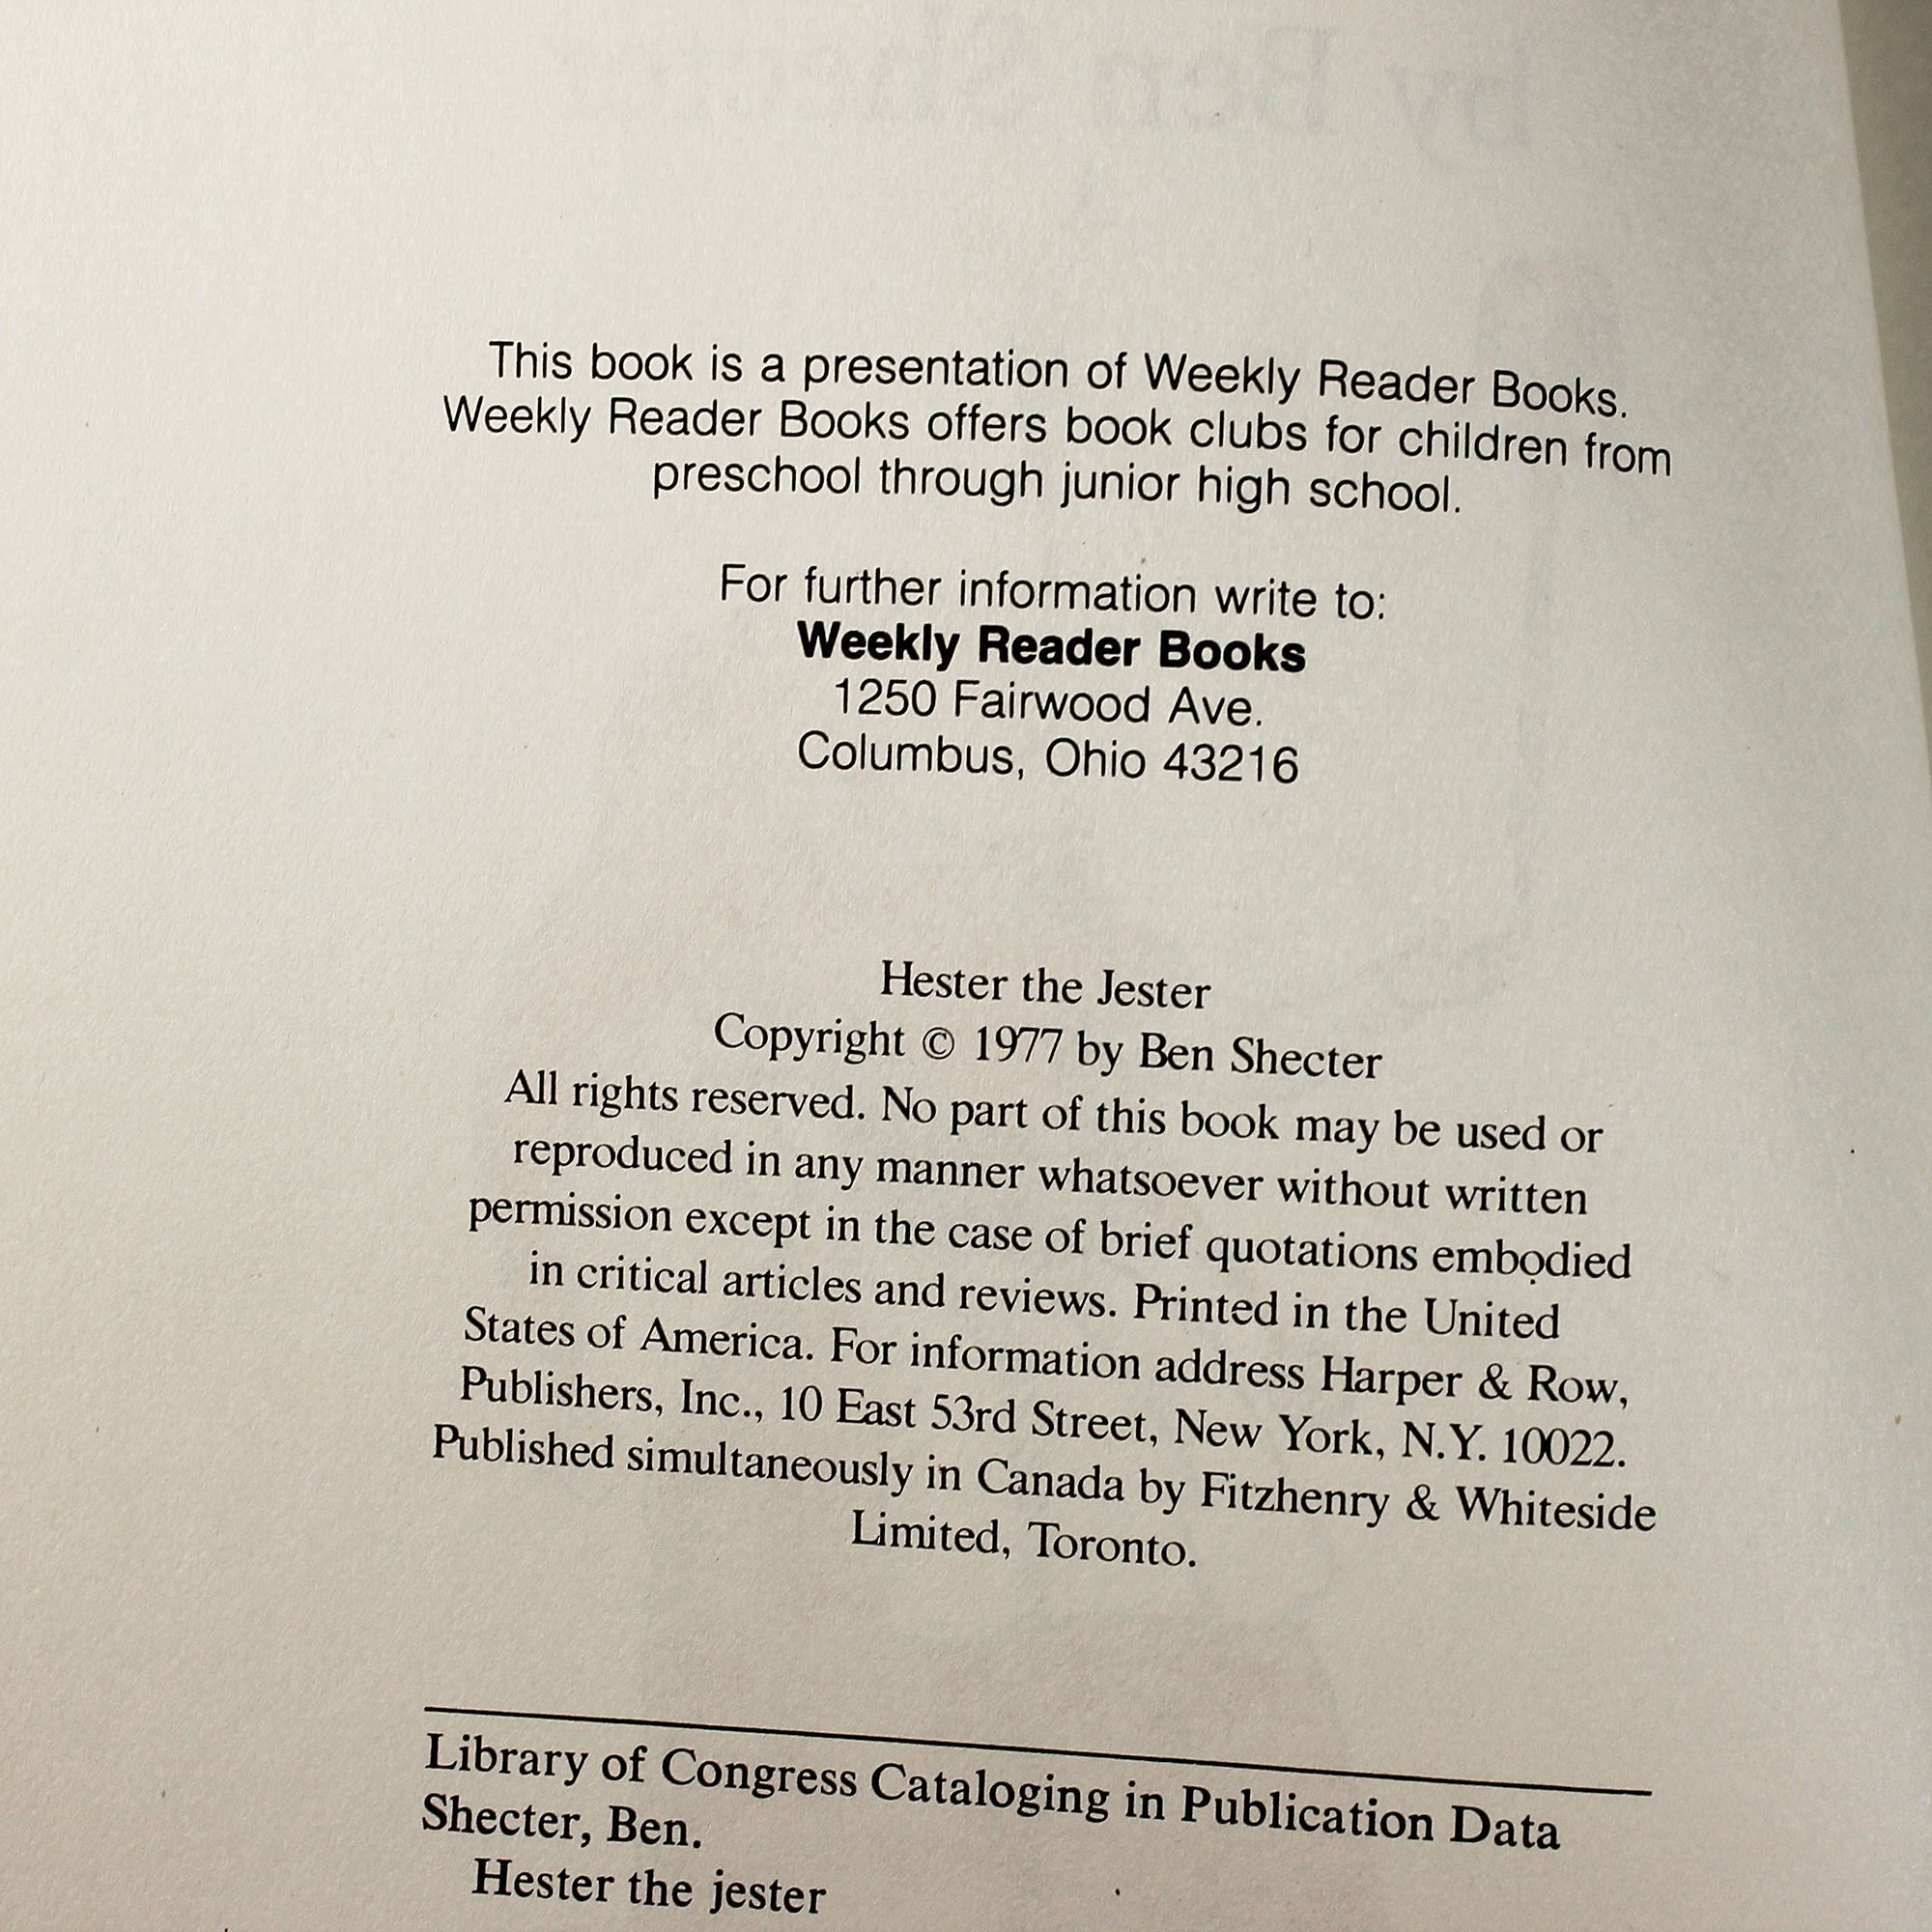 This book is a presentation of Weekly Reader Books.
Weekly Reader Books offers book clubs for children from
preschool through junior high school.
For further information write to:
Weekly Reader Books
1250 Fairwood Ave.
Columbus, Ohio 43216
Hester the Jester
Copyright © 1977 by Ben Shecter
All rights reserved. No part of this book may be used or
reproduced in any manner whatsoever without written
permission except in the case of brief quotations embodied
in critical articles and reviews. Printed in the United
States of America. For information address Harper & Row,
Publishers, Inc., 10 East 53rd Street, New York, N.Y. 10022.
Published simultaneously in Canada by Fitzhenry & Whiteside
Limited, Toronto.
Library of Congress Cataloging in Publication Data
Shecter, Ben.
Hester the jester